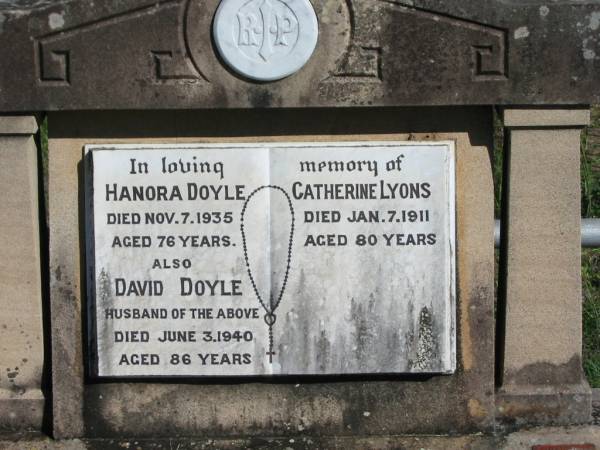 RIP
In loving memory of
HANORA DOYLE
DIED NOV. 7. 1935
AGED 76 YEARS.
ALSO
DAVID DOYLE
HUSBAND OF THE ABOVE
DIED JUNE 3. 1940
AGED 86 YEARS
CATHERINE LYONS
DIED JAN. 7. 1911
AGED 80 YEARS